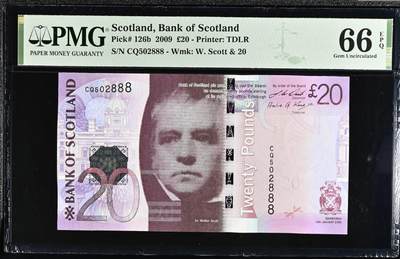 PMG
PAPER MONEY GUARANTY
Scotland, Bank of Scotland
Pick# 126b 2009 £20 - Printer: TDLR
S/N CQ502888 - Wmk: W. Scott & 20
66 EPQ
Gem Uncirculated
CQ502888
BANK OF SCOTLAND
20
Twenty Pounds
£20
CQ502888
Sir Walter Scott